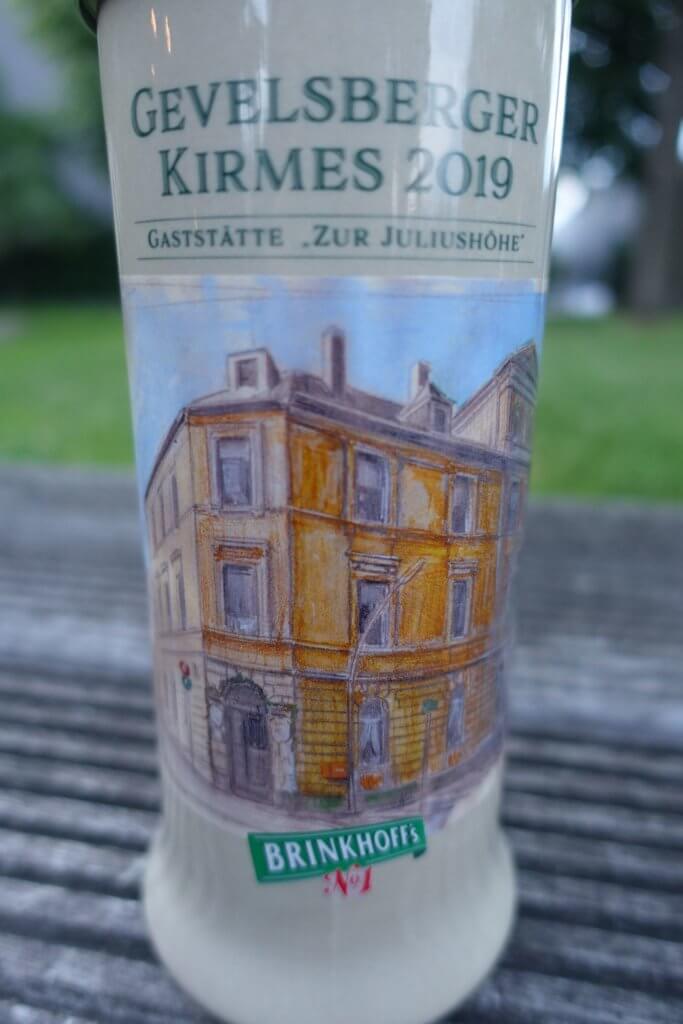 GEVELSBERGER
KIRMES 2019
GASTSTÄTTE „ZUR JULIUSHÖHE"
BRINKHOFF's
No1